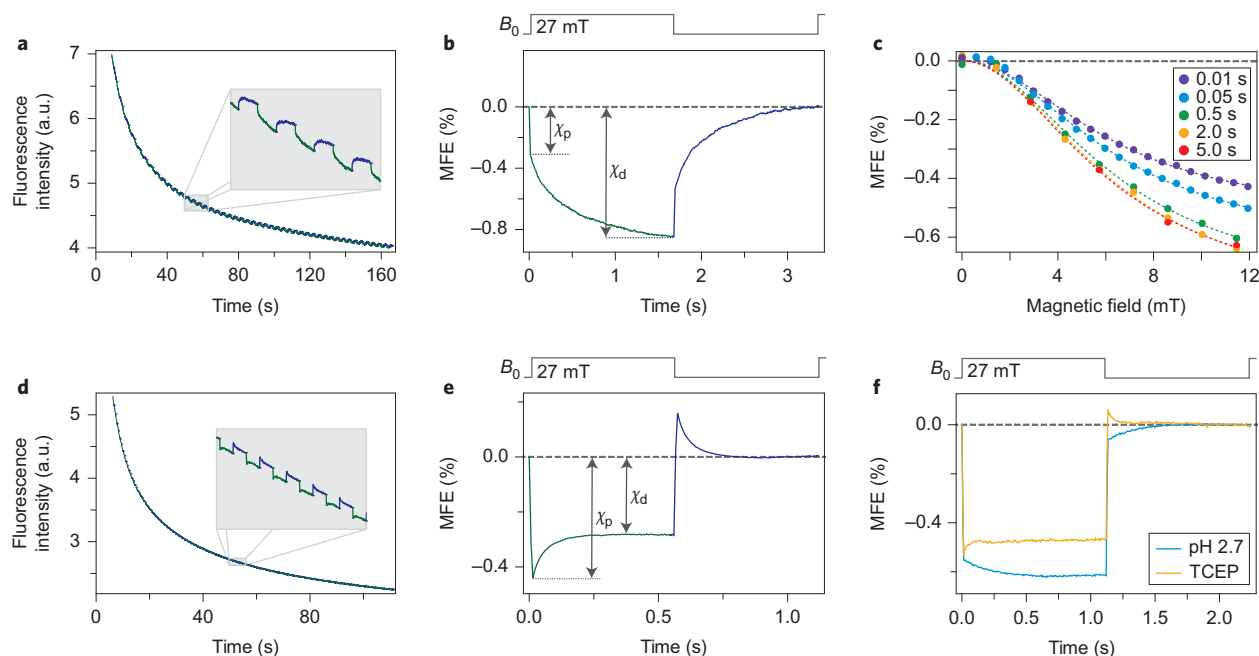 a
Fluorescence
intensity (a.u.)
7
6
5
4
0
40
80
120
160
Time (s)
b
B0
27 mT
MFE (%)
0.0
–0.4
–0.8
χp
χd
0
1
2
3
Time (s)
c
MFE (%)
0.0
–0.2
–0.4
–0.6
0.01 s
0.05 s
0.5 s
2.0 s
5.0 s
0
4
8
12
Magnetic field (mT)
d
Fluorescence
intensity (a.u.)
5
4
3
0
40
80
Time (s)
e
B0
27 mT
MFE (%)
0.0
–0.4
χp
χd
0.0
0.5
1.0
Time (s)
f
B0
27 mT
MFE (%)
0.0
–0.4
pH 2.7
TCEP
0.0
0.5
1.0
1.5
2.0
Time (s)